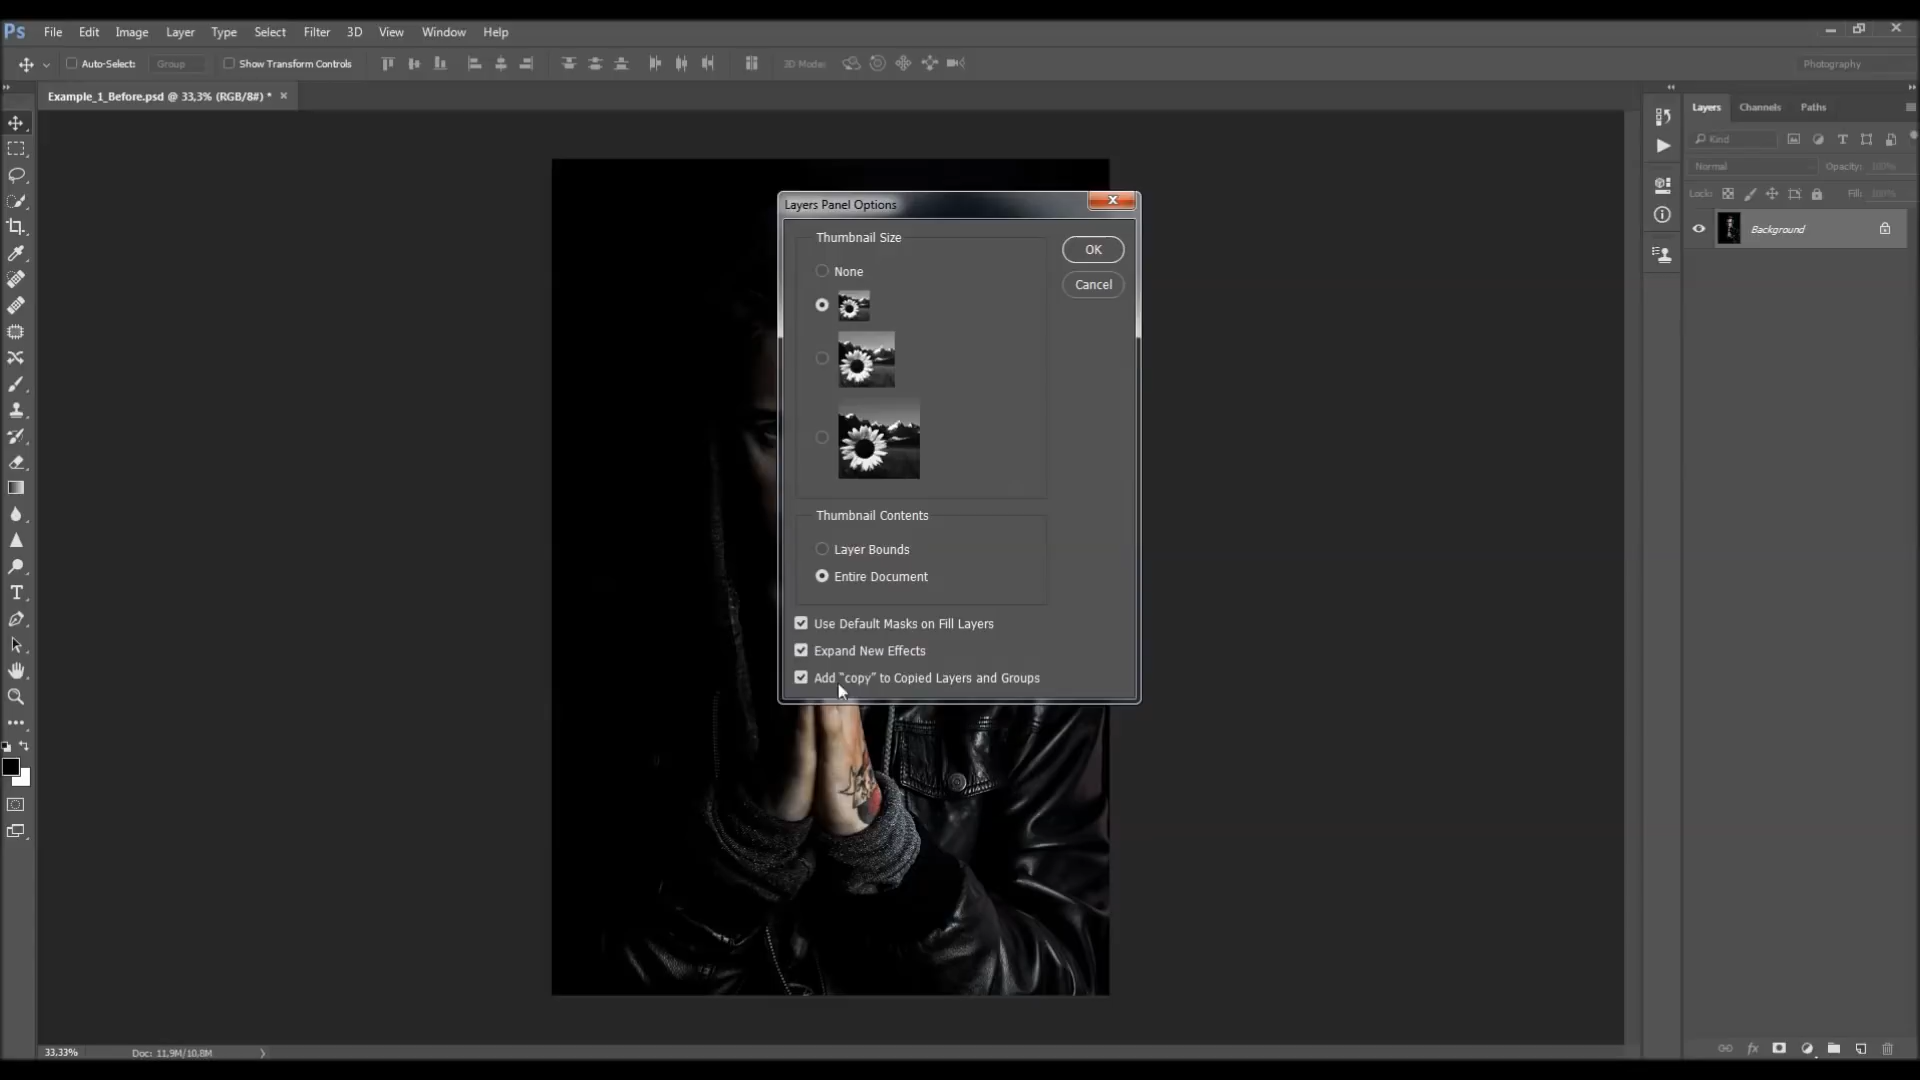 Ps File Edit Image Layer Type Select Filter 3D View Window Help
Auto-Select: Group Show Transform Controls 3D Mode: Photography
Example_1_Before.psd @ 33,3% (RGB/8#) *
Layers Channels Paths
Kind
Normal Opacity: 100%
Lock: Fill: 100%
Background
Layers Panel Options
Thumbnail Size
OK
None
Cancel
Thumbnail Contents
Layer Bounds
Entire Document
Use Default Masks on Fill Layers
Expand New Effects
Add "copy" to Copied Layers and Groups
33,33% Doc: 11,9M/10,8M